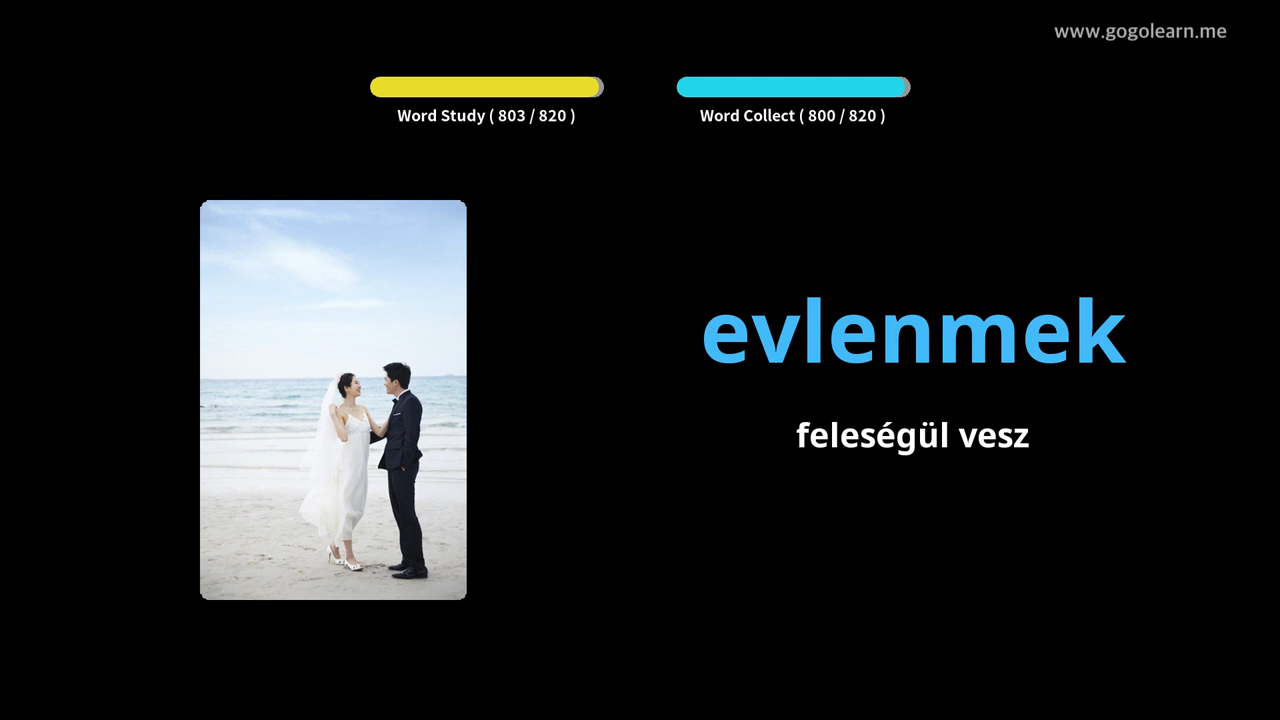 www.gogolearn.me
Word Study ( 803 / 820 )
Word Collect ( 800 / 820 )
evlenmek
feleségül vesz